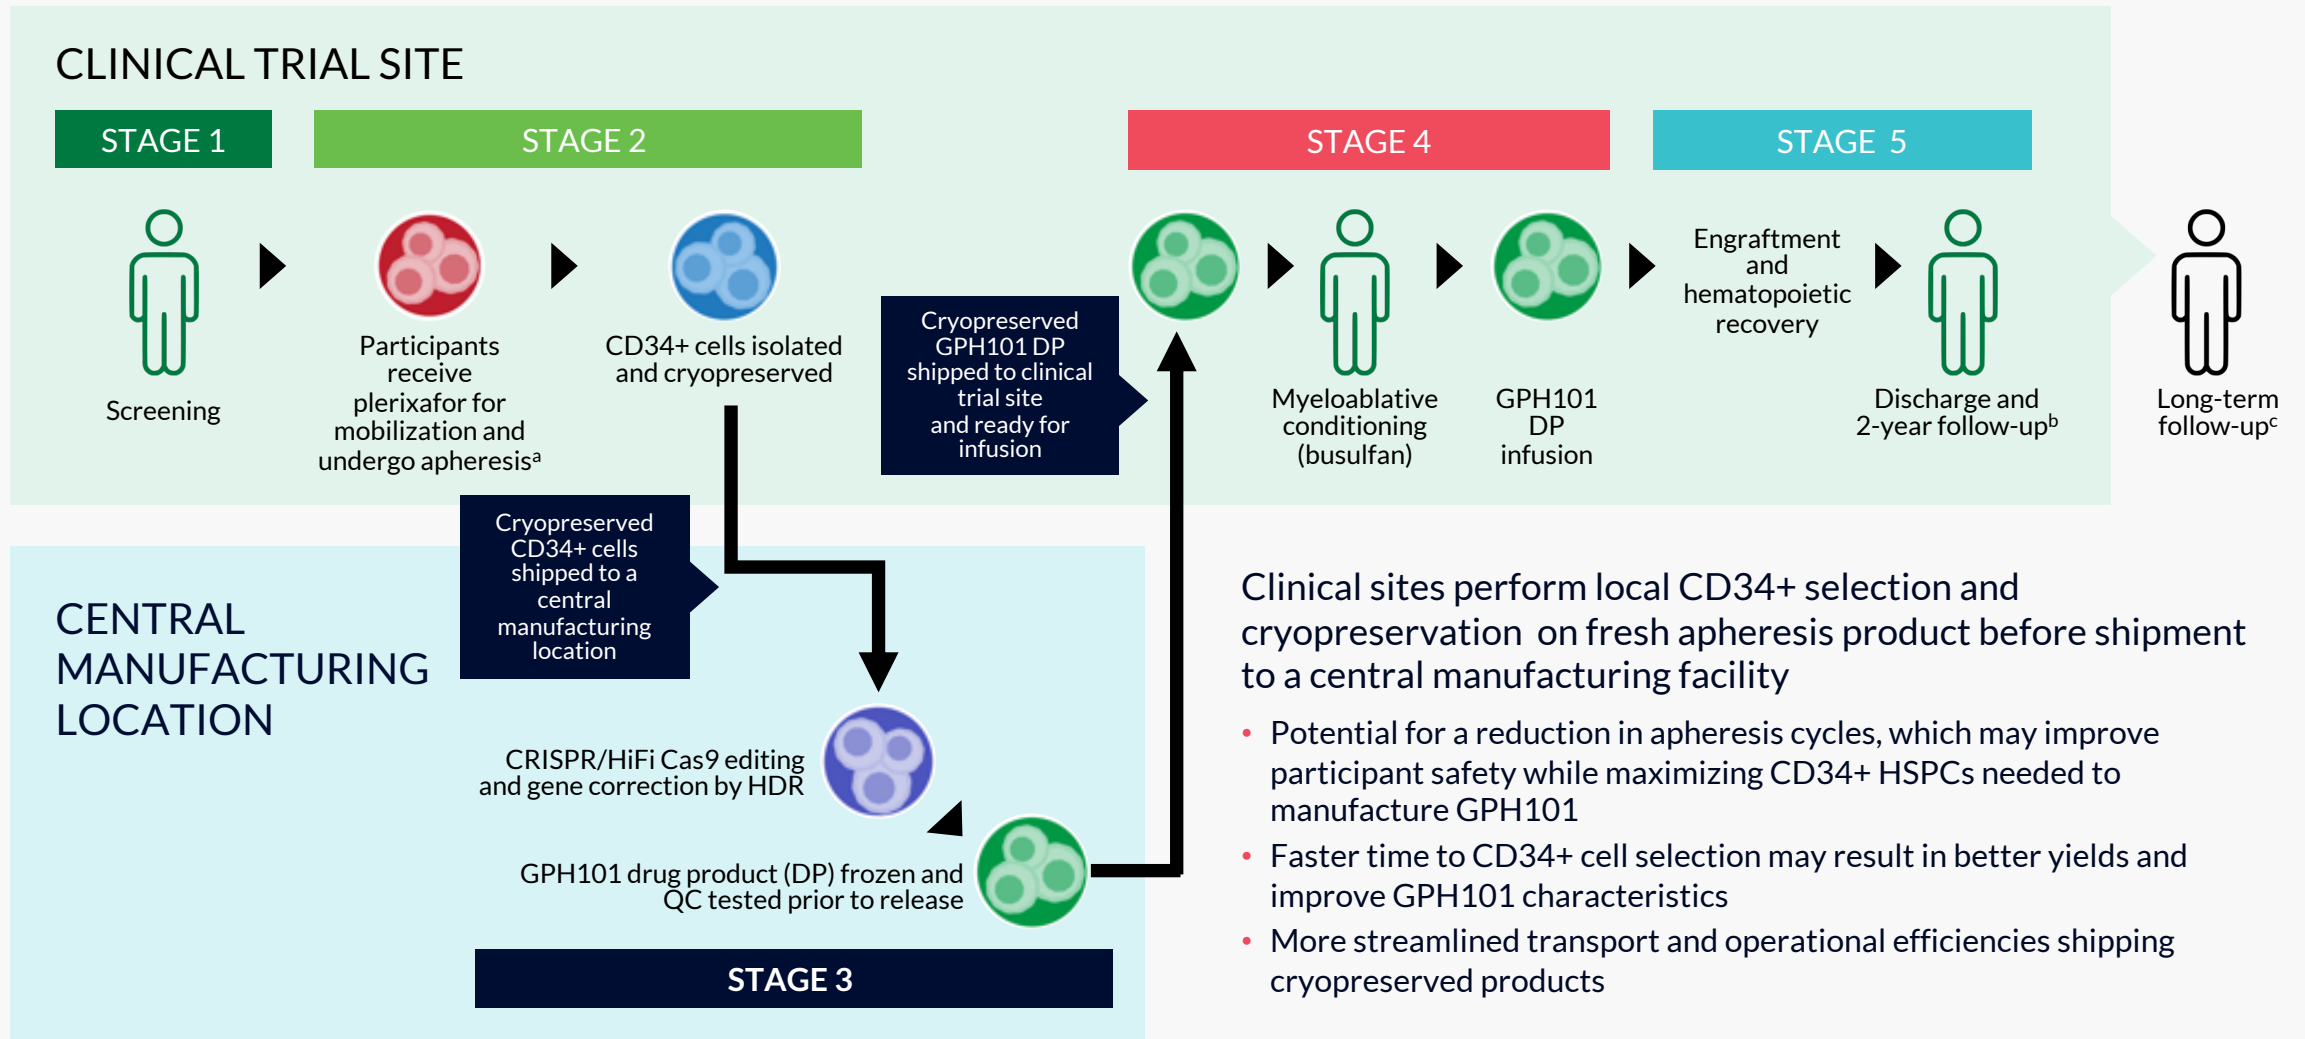 CLINICAL TRIAL SITE
STAGE 1
STAGE 2
STAGE 4
STAGE 5
Screening
Participants
receive
plerixafor for
mobilization and
undergo apheresisᵃ
CD34+ cells isolated
and cryopreserved
Cryopreserved
GPH101 DP
shipped to clinical
trial site
and ready for
infusion
Myeloablative
conditioning
(busulfan)
GPH101
DP
infusion
Engraftment
and
hematopoietic
recovery
Discharge and
2-year follow-upᵇ
Long-term
follow-upᶜ
Cryopreserved
CD34+ cells
shipped to a
central
manufacturing
location
CENTRAL
MANUFACTURING
LOCATION
CRISPR/HiFi Cas9 editing
and gene correction by HDR
GPH101 drug product (DP) frozen and
QC tested prior to release
STAGE 3
Clinical sites perform local CD34+ selection and
cryopreservation on fresh apheresis product before shipment
to a central manufacturing facility
• Potential for a reduction in apheresis cycles, which may improve
participant safety while maximizing CD34+ HSPCs needed to
manufacture GPH101
• Faster time to CD34+ cell selection may result in better yields and
improve GPH101 characteristics
• More streamlined transport and operational efficiencies shipping
cryopreserved products